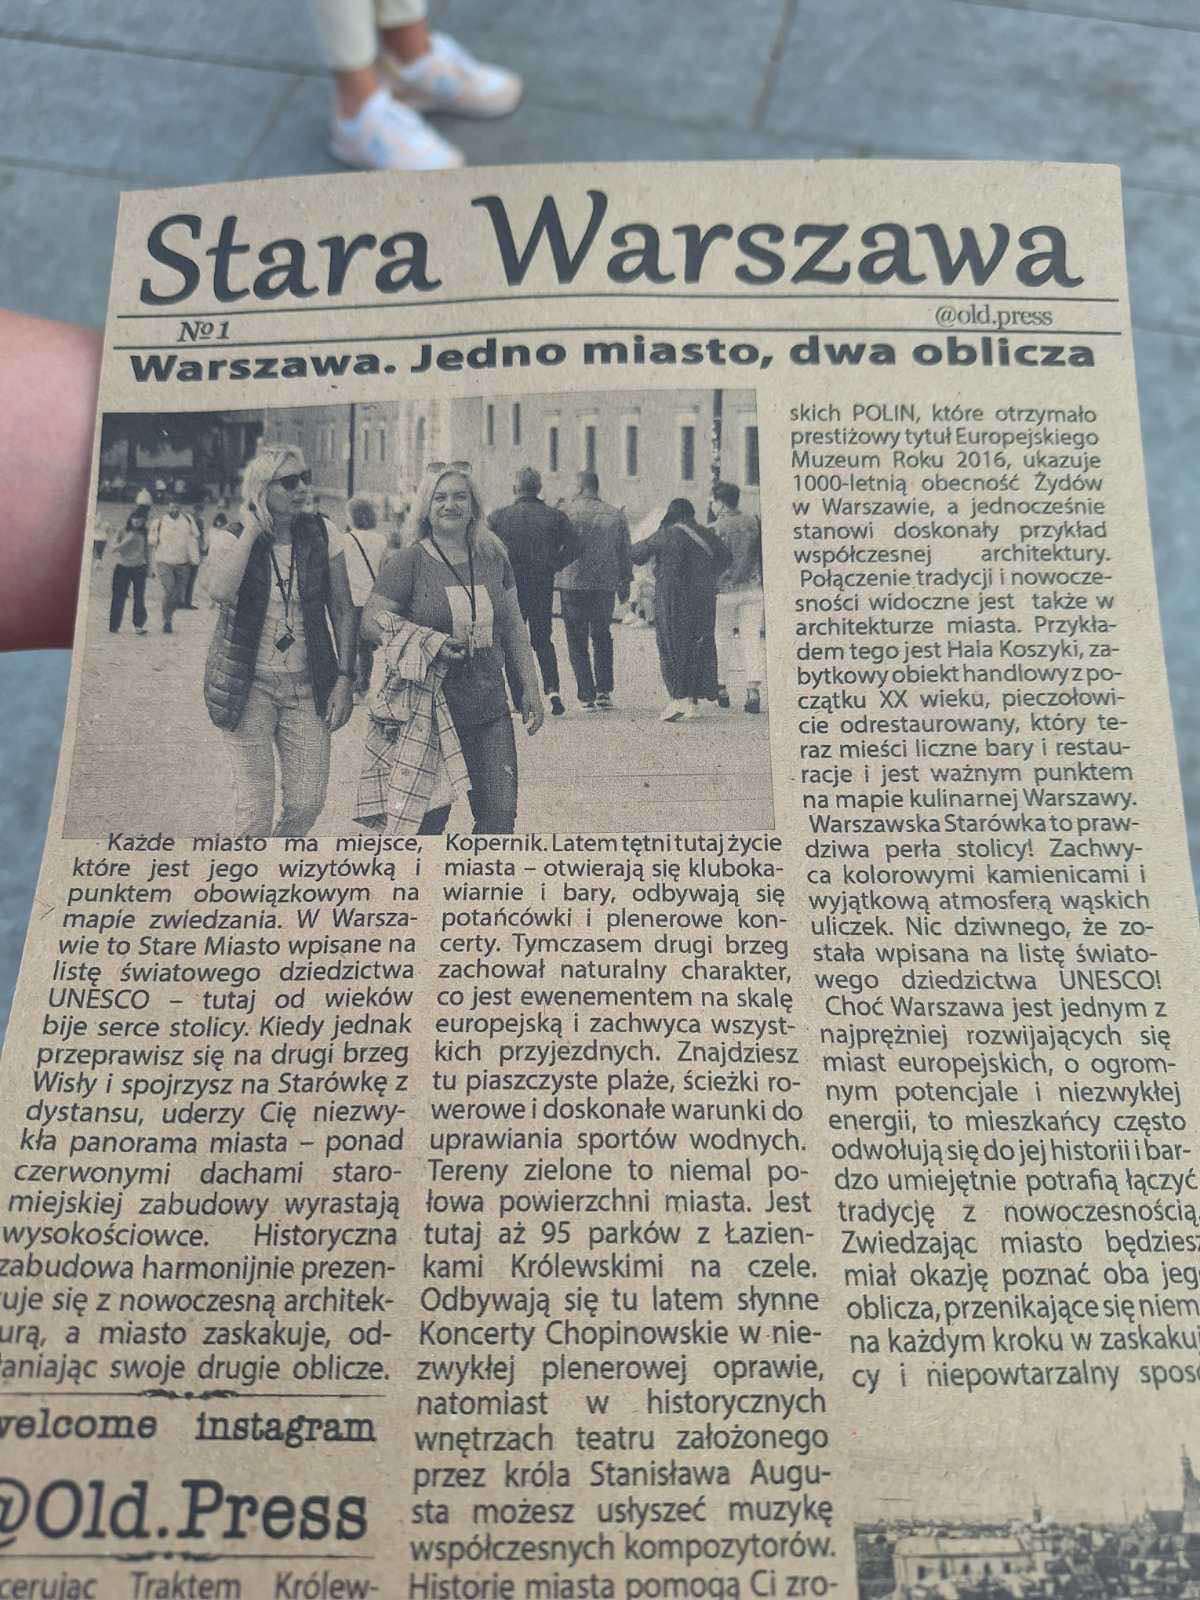 Stara Warszawa
№1
@old.press
Warszawa. Jedno miasto, dwa oblicza
Każde miasto ma miejsce,
które jest jego wizytówką i
punktem obowiązkowym na
mapie zwiedzania. W Warsza-
wie to Stare Miasto wpisane na
listę światowego dziedzictwa
UNESCO – tutaj od wieków
bije serce stolicy. Kiedy jednak
przeprawisz się na drugi brzeg
Wisły i spojrzysz na Starówkę z
dystansu, uderzy Cię niezwy-
kła panorama miasta – ponad
czerwonymi dachami staro-
miejskiej zabudowy wyrastają
wysokościowce. Historyczna
zabudowa harmonijnie prezen-
uje się z nowoczesną architek-
urą, a miasto zaskakuje, od-
aniając swoje drugie oblicze.
welcome instagram
@Old.Press
cerując Traktem Królew-
Kopernik. Latem tętni tutaj życie
miasta – otwierają się kluboka-
wiarnie i bary, odbywają się
potańcówki i plenerowe kon-
certy. Tymczasem drugi brzeg
zachował naturalny charakter,
co jest ewenementem na skalę
europejską i zachwyca wszyst-
kich przyjezdnych. Znajdziesz
tu piaszczyste plaże, ścieżki ro-
werowe i doskonałe warunki do
uprawiania sportów wodnych.
Tereny zielone to niemal po-
łowa powierzchni miasta. Jest
tutaj aż 95 parków z Łazien-
kami Królewskimi na czele.
Odbywają się tu latem słynne
Koncerty Chopinowskie w nie-
zwykłej plenerowej oprawie,
natomiast w historycznych
wnętrzach teatru założonego
przez króla Stanisława Augu-
sta możesz usłyszeć muzykę
współczesnych kompozytorów.
Historię miasta pomogą Ci zro-
skich POLIN, które otrzymało
prestiżowy tytuł Europejskiego
Muzeum Roku 2016, ukazuje
1000-letnią obecność Żydów
w Warszawie, a jednocześnie
stanowi doskonały przykład
współczesnej architektury.
Połączenie tradycji i nowocze-
sności widoczne jest także w
architekturze miasta. Przykła-
dem tego jest Hala Koszyki, za-
bytkowy obiekt handlowy z po-
czątku XX wieku, pieczołowi-
cie odrestaurowany, który te-
raz mieści liczne bary i restau-
racje i jest ważnym punktem
na mapie kulinarnej Warszawy.
Warszawska Starówka to praw-
dziwa perła stolicy! Zachwy-
ca kolorowymi kamienicami i
wyjątkową atmosferą wąskich
uliczek. Nic dziwnego, że zo-
stała wpisana na listę świato-
wego dziedzictwa UNESCO!
Choć Warszawa jest jednym z
najprężniej rozwijających się
miast europejskich, o ogrom-
nym potencjale i niezwykłej
energii, to mieszkańcy często
odwołują się do jej historii i bar-
dzo umiejętnie potrafią łączyć
tradycję z nowoczesnością.
Zwiedzając miasto będziesz
miał okazję poznać oba jeg
oblicza, przenikające się niem
na każdym kroku w zaskaku
cy i niepowtarzalny spos